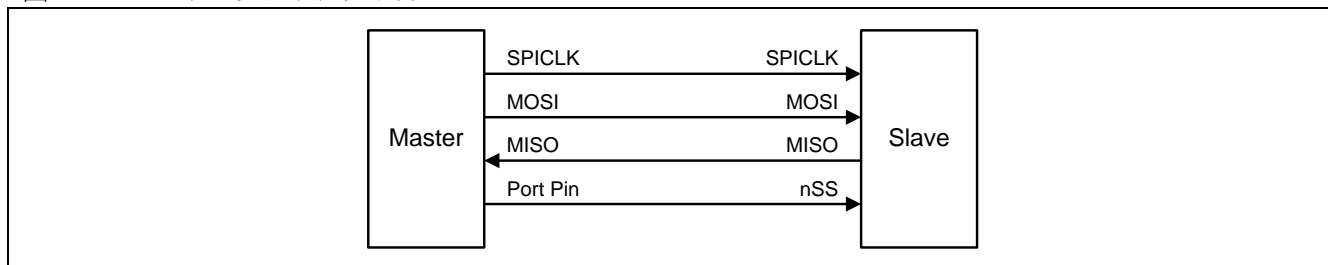 SPICLK SPICLK
MOSI MOSI
Master MISO MISO Slave
Port Pin nSS